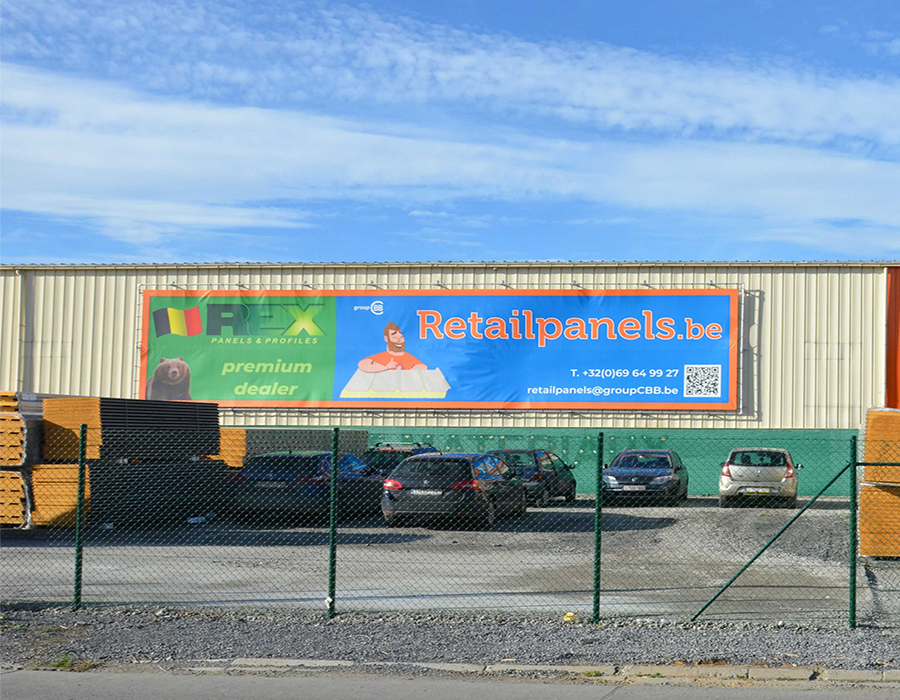 REX
PANELS & PROFILES
premium
dealer
group CBB
Retailpanels.be
T. +32(0)69 64 99 27
retailpanels@groupCBB.be